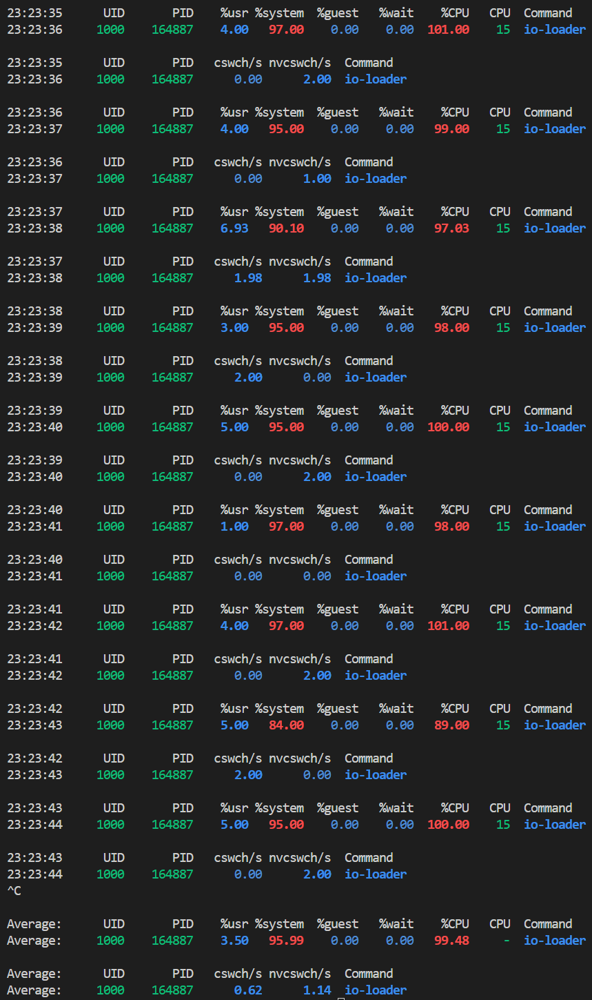 23:23:35      UID       PID    %usr %system  %guest   %wait    %CPU   CPU  Command
23:23:36     1000    164887    4.00   97.00    0.00    0.00  101.00    15  io-loader
23:23:35      UID       PID   cswch/s nvcswch/s  Command
23:23:36     1000    164887      0.00      2.00  io-loader
23:23:36      UID       PID    %usr %system  %guest   %wait    %CPU   CPU  Command
23:23:37     1000    164887    4.00   95.00    0.00    0.00   99.00    15  io-loader
23:23:36      UID       PID   cswch/s nvcswch/s  Command
23:23:37     1000    164887      0.00      1.00  io-loader
23:23:37      UID       PID    %usr %system  %guest   %wait    %CPU   CPU  Command
23:23:38     1000    164887    6.93   90.10    0.00    0.00   97.03    15  io-loader
23:23:37      UID       PID   cswch/s nvcswch/s  Command
23:23:38     1000    164887      1.98      1.98  io-loader
23:23:38      UID       PID    %usr %system  %guest   %wait    %CPU   CPU  Command
23:23:39     1000    164887    3.00   95.00    0.00    0.00   98.00    15  io-loader
23:23:38      UID       PID   cswch/s nvcswch/s  Command
23:23:39     1000    164887      2.00      0.00  io-loader
23:23:39      UID       PID    %usr %system  %guest   %wait    %CPU   CPU  Command
23:23:40     1000    164887    5.00   95.00    0.00    0.00  100.00    15  io-loader
23:23:39      UID       PID   cswch/s nvcswch/s  Command
23:23:40     1000    164887      0.00      2.00  io-loader
23:23:40      UID       PID    %usr %system  %guest   %wait    %CPU   CPU  Command
23:23:41     1000    164887    1.00   97.00    0.00    0.00   98.00    15  io-loader
23:23:40      UID       PID   cswch/s nvcswch/s  Command
23:23:41     1000    164887      0.00      0.00  io-loader
23:23:41      UID       PID    %usr %system  %guest   %wait    %CPU   CPU  Command
23:23:42     1000    164887    4.00   97.00    0.00    0.00  101.00    15  io-loader
23:23:41      UID       PID   cswch/s nvcswch/s  Command
23:23:42     1000    164887      0.00      2.00  io-loader
23:23:42      UID       PID    %usr %system  %guest   %wait    %CPU   CPU  Command
23:23:43     1000    164887    5.00   84.00    0.00    0.00   89.00    15  io-loader
23:23:42      UID       PID   cswch/s nvcswch/s  Command
23:23:43     1000    164887      2.00      0.00  io-loader
23:23:43      UID       PID    %usr %system  %guest   %wait    %CPU   CPU  Command
23:23:44     1000    164887    5.00   95.00    0.00    0.00  100.00    15  io-loader
23:23:43      UID       PID   cswch/s nvcswch/s  Command
23:23:44     1000    164887      0.00      2.00  io-loader
^C
Average:      UID       PID    %usr %system  %guest   %wait    %CPU   CPU  Command
Average:     1000    164887    3.50   95.99    0.00    0.00   99.48     -  io-loader
Average:      UID       PID   cswch/s nvcswch/s  Command
Average:     1000    164887      0.62      1.14  io-loader